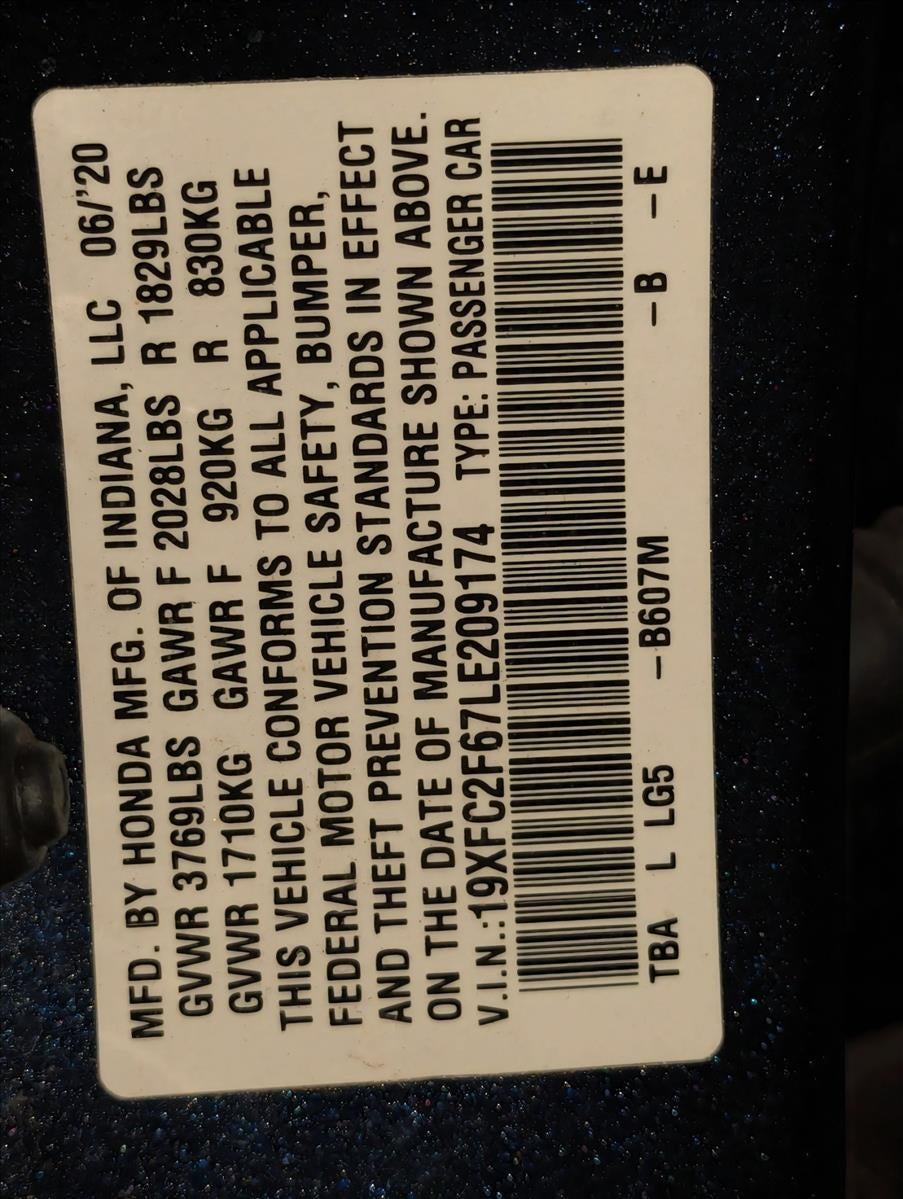 MFD. BY HONDA MFG. OF INDIANA, LLC 06/'20
GVWR 3769LBS GAWR F 2028LBS R 1829LBS
GVWR 1710KG GAWR F 920KG R 830KG
THIS VEHICLE CONFORMS TO ALL APPLICABLE
FEDERAL MOTOR VEHICLE SAFETY, BUMPER,
AND THEFT PREVENTION STANDARDS IN EFFECT
ON THE DATE OF MANUFACTURE SHOWN ABOVE.
V.I.N.:19XFC2F67LE209174 TYPE: PASSENGER CAR
TBA L LG5 –B607M –B –E